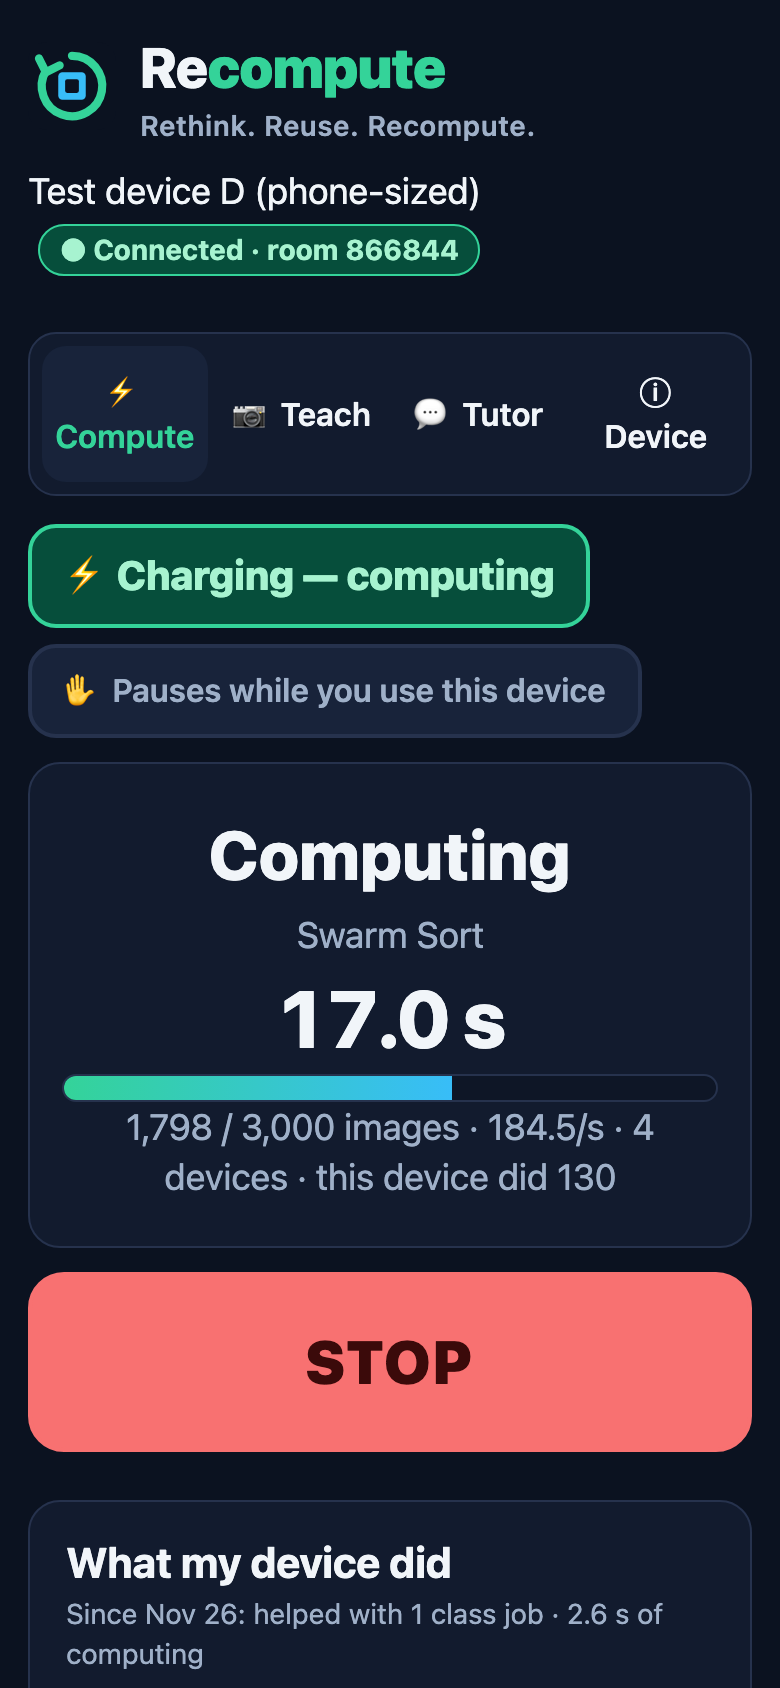 Recompute
Rethink. Reuse. Recompute.
Test device D (phone-sized)
Connected · room 866844
⚡ Compute
📷 Teach
💬 Tutor
ⓘ Device
⚡ Charging — computing
✋ Pauses while you use this device
Computing
Swarm Sort
17.0 s
1,798 / 3,000 images · 184.5/s · 4
devices · this device did 130
STOP
What my device did
Since Nov 26: helped with 1 class job · 2.6 s of
computing